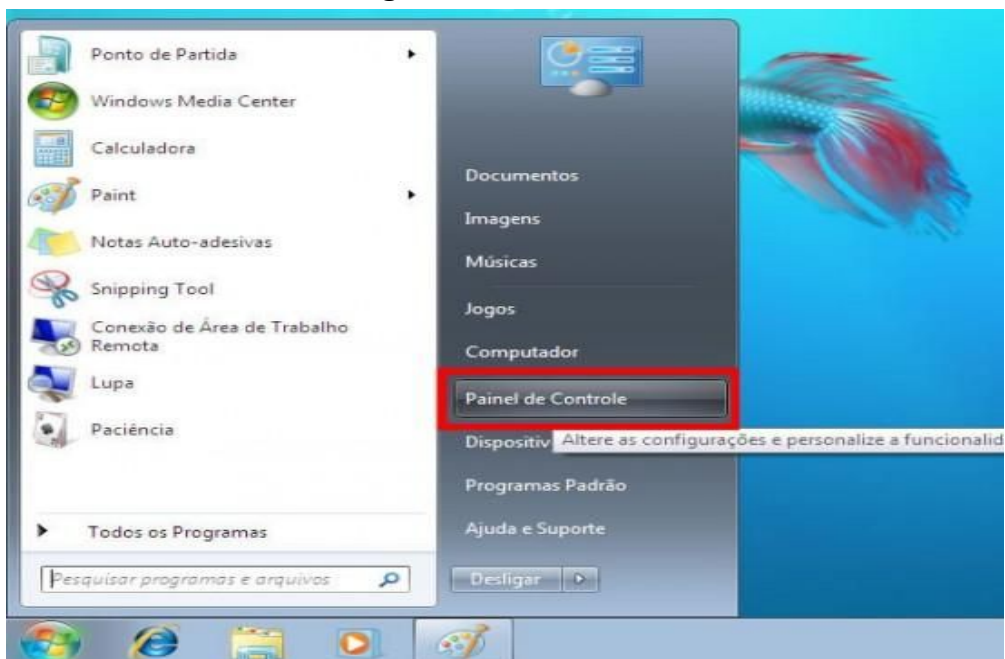 Ponto de Partida
Windows Media Center
Calculadora
Paint
Notas Auto-adesivas
Snipping Tool
Conexão de Área de Trabalho
Remota
Lupa
Paciência
Todos os Programas
Pesquisar programas e arquivos
Documentos
Imagens
Músicas
Jogos
Computador
Painel de Controle
Dispositiv
Altere as configurações e personalize a funcionalid
Programas Padrão
Ajuda e Suporte
Desligar